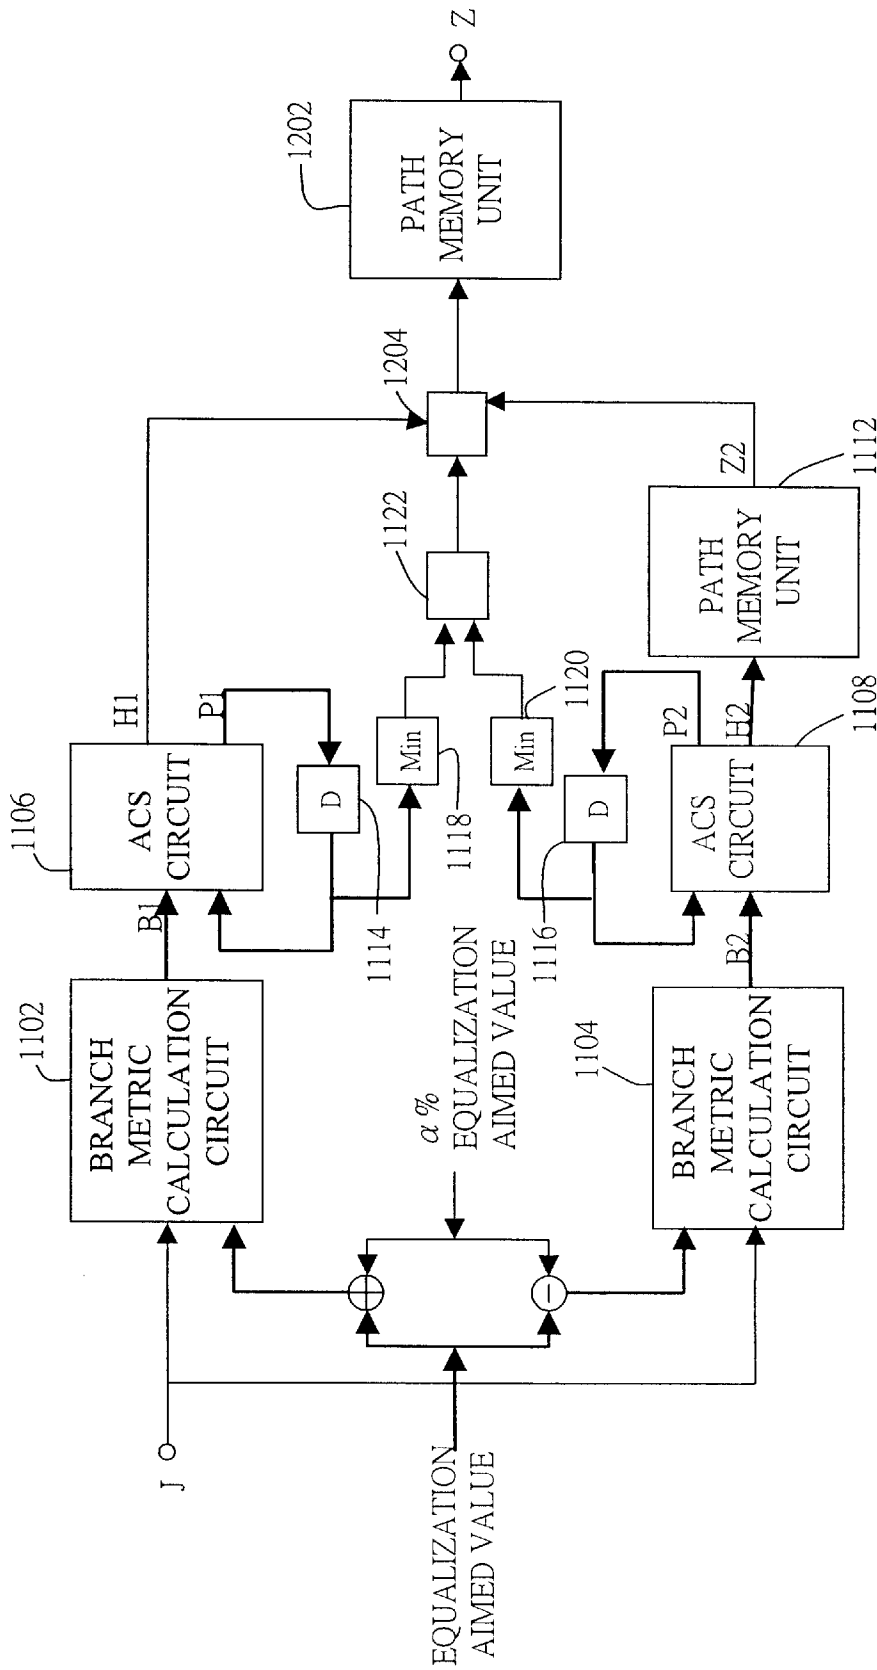 J
EQUALIZATION
AIMED VALUE
1102
BRANCH
METRIC
CALCULATION
CIRCUIT
B1
1106
ACS
CIRCUIT
H1
P1
D
1114
Min
1118
α%
EQUALIZATION
AIMED VALUE
+
-
1104
BRANCH
METRIC
CALCULATION
CIRCUIT
B2
ACS
CIRCUIT
1108
P2
H2
D
1116
Min
1120
1122
1204
PATH
MEMORY
UNIT
1112
Z2
1202
PATH
MEMORY
UNIT
Z